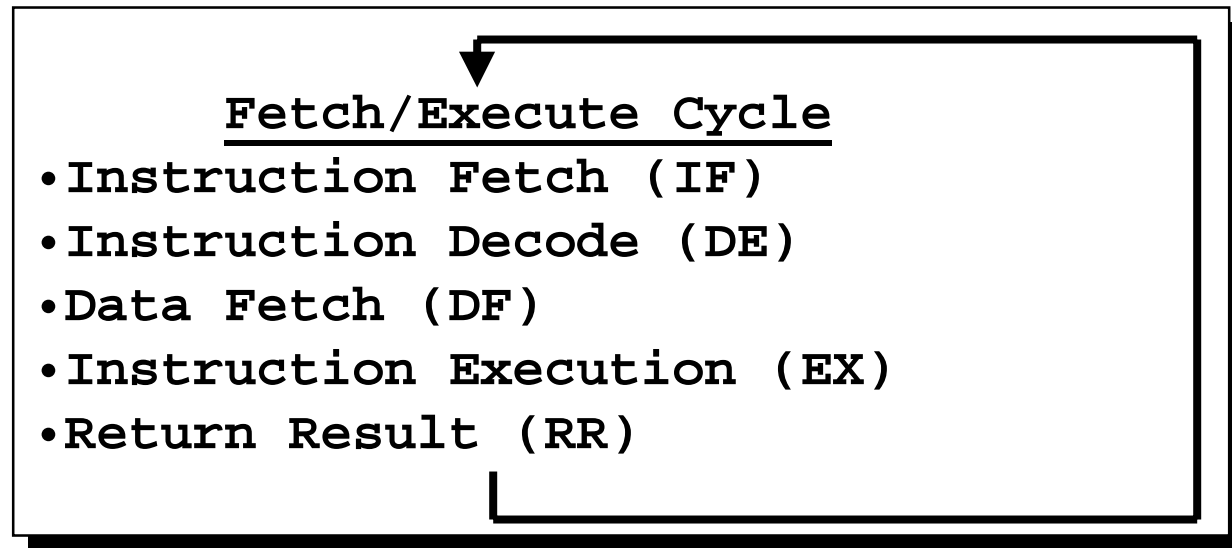 Fetch/Execute Cycle
•Instruction Fetch (IF)
•Instruction Decode (DE)
•Data Fetch (DF)
•Instruction Execution (EX)
•Return Result (RR)